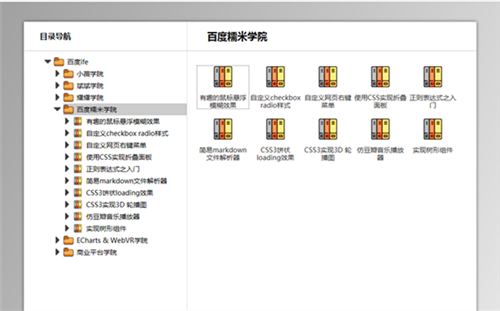 目录导航
百度ife
小薇学院
斌斌学院
耀耀学院
百度糯米学院
有趣的鼠标悬浮模糊效果
自定义checkbox radio样式
自定义网页右键菜单
使用CSS实现折叠面板
正则表达式之入门
简易markdown文件解析器
CSS3饼状loading效果
CSS3实现3D 轮播图
仿豆瓣音乐播放器
实现树形组件
ECharts & WebVR学院
商业平台学院
百度糯米学院
有趣的鼠标悬浮
模糊效果
自定义checkbox
radio样式
自定义网页右键
菜单
使用CSS实现折叠
面板
正则表达式之入
门
简易markdown
文件解析器
CSS3饼状
loading效果
CSS3实现3D 轮
播图
仿豆瓣音乐播放
器
实现树形组件